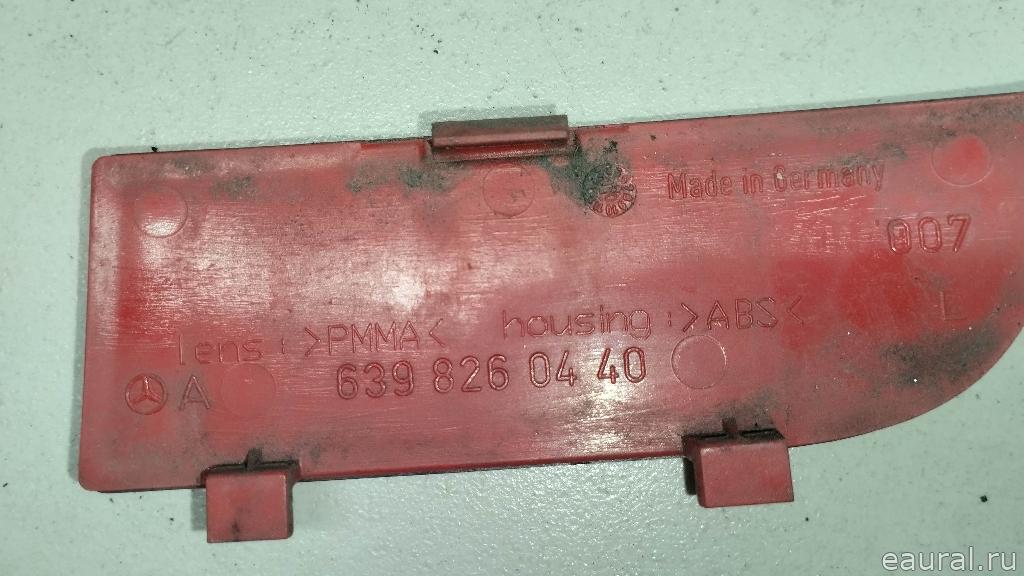 Made in Germany
007
L
lens : >PMMA< housing : >ABS<
A 639 826 04 40
eaural.ru